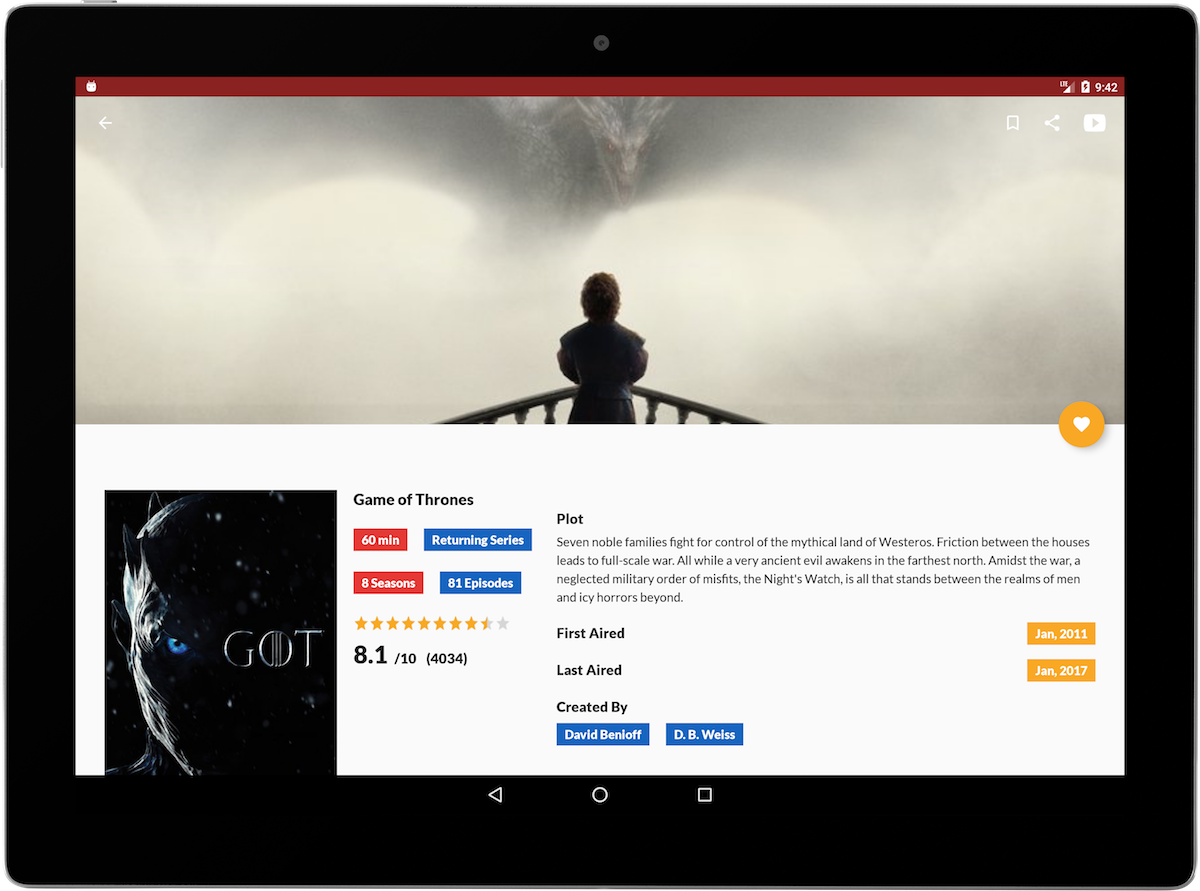 LTE 9:42
Game of Thrones
60 min Returning Series
8 Seasons 81 Episodes
8.1 /10 (4034)
GOT
Plot
Seven noble families fight for control of the mythical land of Westeros. Friction between the houses
leads to full-scale war. All while a very ancient evil awakens in the farthest north. Amidst the war, a
neglected military order of misfits, the Night's Watch, is all that stands between the realms of men
and icy horrors beyond.
First Aired Jan, 2011
Last Aired Jan, 2017
Created By
David Benioff D. B. Weiss